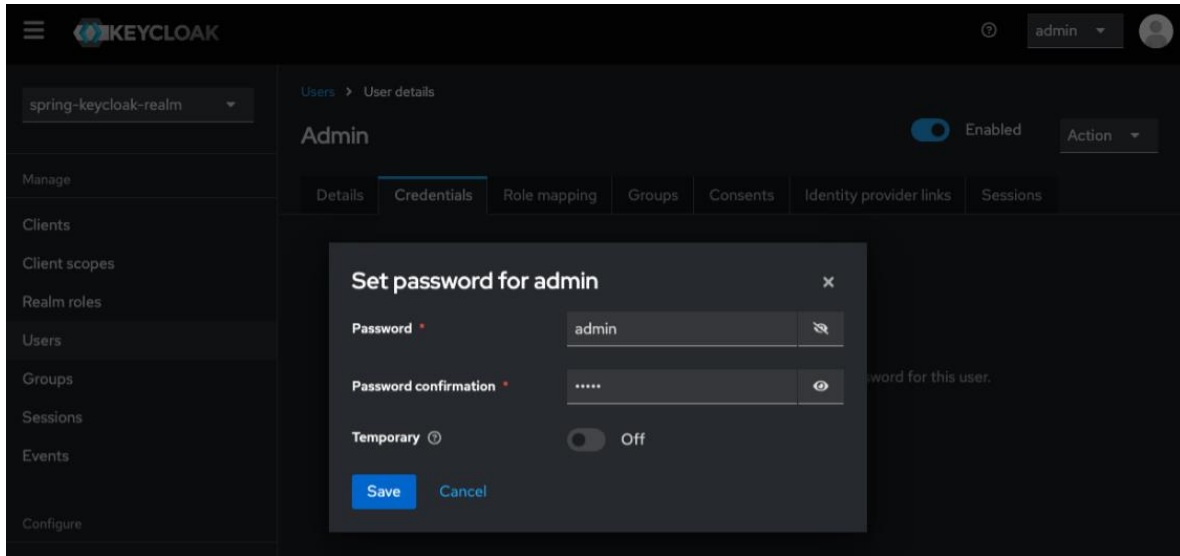 KEYCLOAK
admin
spring-keycloak-realm
Users > User details
Admin
Enabled
Action
Manage
Details Credentials Role mapping Groups Consents Identity provider links Sessions
Clients
Client scopes
Realm roles
Users
Groups
Sessions
Events
Configure
Set password for admin
Password *
admin
Password confirmation *
•••••
sword for this user.
Temporary
Off
Save Cancel